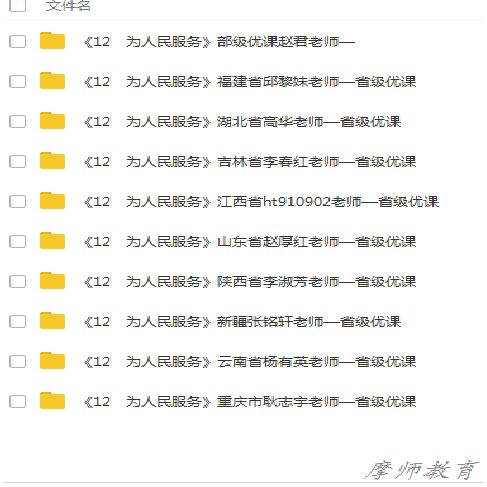 文件名
《12 为人民服务》部级优课赵君老师—
《12 为人民服务》福建省邱黎妹老师—省级优课
《12 为人民服务》湖北省高华老师—省级优课
《12 为人民服务》吉林省李春红老师—省级优课
《12 为人民服务》江西省ht910902老师—省级优课
《12 为人民服务》山东省赵厚红老师—省级优课
《12 为人民服务》陕西省李淑芳老师—省级优课
《12 为人民服务》新疆张铭轩老师—省级优课
《12 为人民服务》云南省杨有英老师—省级优课
《12 为人民服务》重庆市耿志宇老师—省级优课
摩师教育